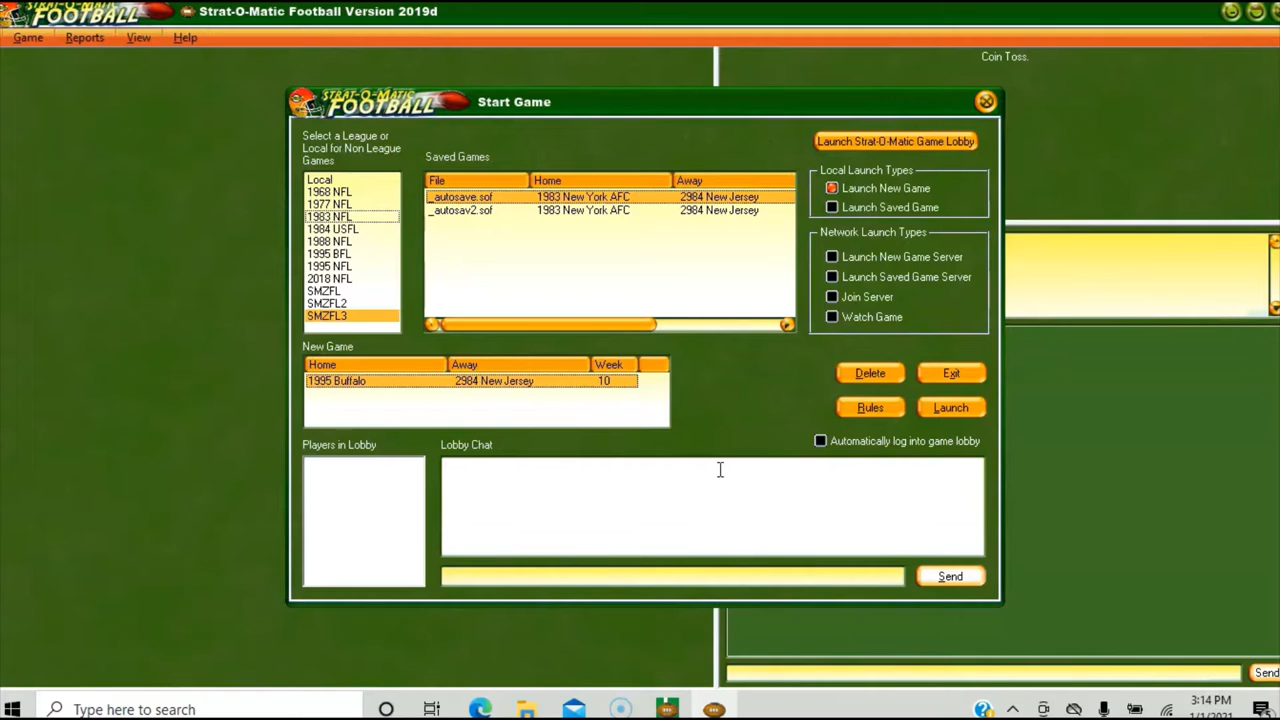 STRAT-O-MATIC
FOOTBALL
Strat-O-Matic Football Version 2019d
Game Reports View Help
Coin Toss.
STRAT-O-MATIC
FOOTBALL
Start Game
Select a League or
Local for Non League
Games
Local
1968 NFL
1977 NFL
1983 NFL
1984 USFL
1988 NFL
1995 BFL
1995 NFL
2018 NFL
SMZFL
SMZFL2
SMZFL3
Saved Games
File Home Away
_autosave.sof 1983 New York AFC 2984 New Jersey
_autosav2.sof 1983 New York AFC 2984 New Jersey
Launch Strat-O-Matic Game Lobby
Local Launch Types
Launch New Game
Launch Saved Game
Network Launch Types
Launch New Game Server
Launch Saved Game Server
Join Server
Watch Game
New Game
Home Away Week
1995 Buffalo 2984 New Jersey 10
Delete Exit
Rules Launch
Automatically log into game lobby
Players in Lobby
Lobby Chat
Send
Send
Type here to search
3:14 PM
1/1/2021